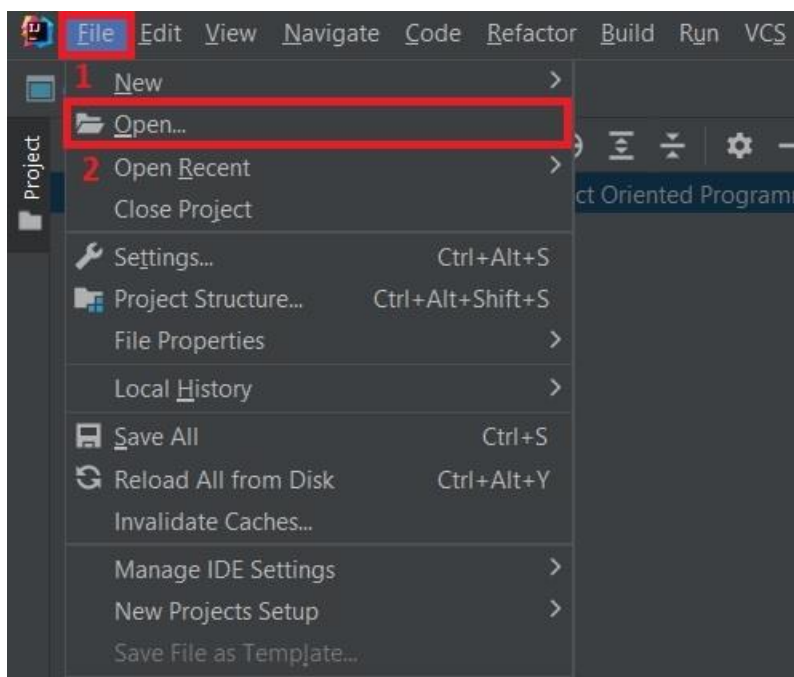 File Edit View Navigate Code Refactor Build Run VCS
1 New
Open...
2 Open Recent
Project
Close Project
ct Oriented Program
Settings... Ctrl+Alt+S
Project Structure... Ctrl+Alt+Shift+S
File Properties
Local History
Save All Ctrl+S
Reload All from Disk Ctrl+Alt+Y
Invalidate Caches...
Manage IDE Settings
New Projects Setup
Save File as Template...